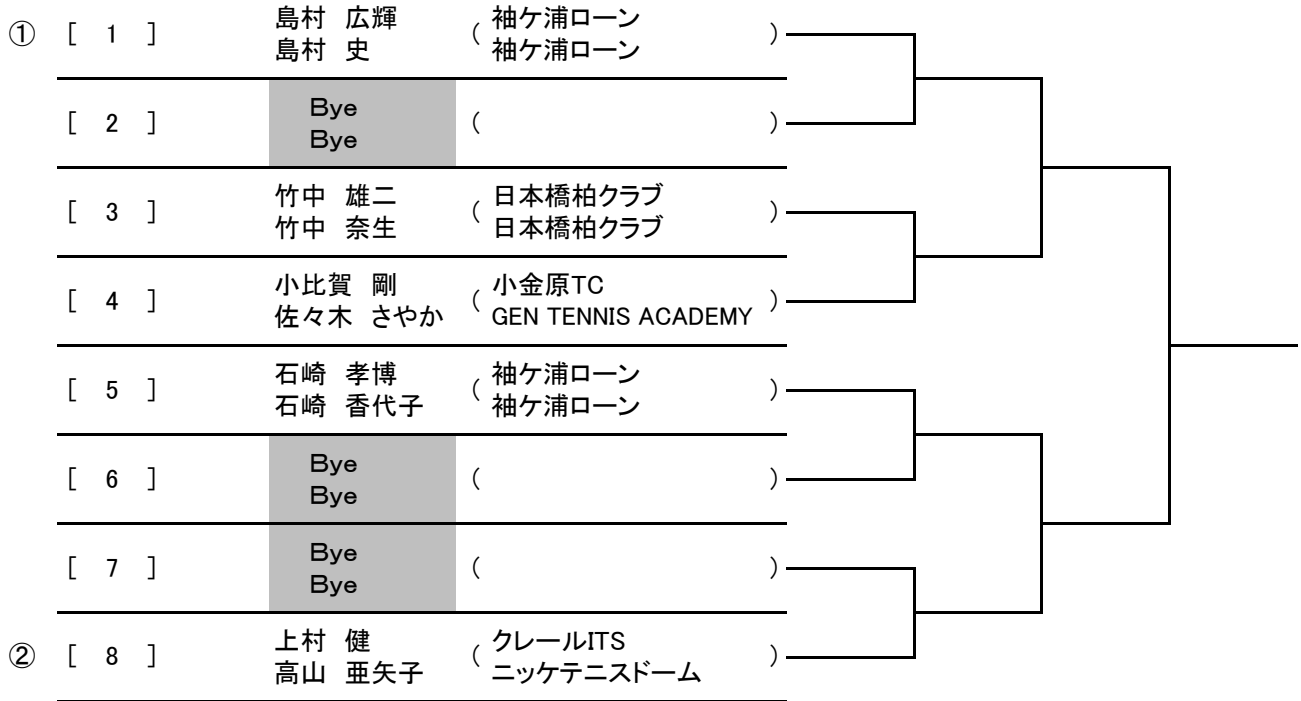 ① [ 1 ] 島村 広輝 ( 袖ケ浦ローン )
島村 史 袖ケ浦ローン
[ 2 ] Bye ( )
Bye
[ 3 ] 竹中 雄二 ( 日本橋柏クラブ )
竹中 奈生 日本橋柏クラブ
[ 4 ] 小比賀 剛 ( 小金原TC )
佐々木 さやか GEN TENNIS ACADEMY
[ 5 ] 石崎 孝博 ( 袖ケ浦ローン )
石崎 香代子 袖ケ浦ローン
[ 6 ] Bye ( )
Bye
[ 7 ] Bye ( )
Bye
② [ 8 ] 上村 健 ( クレールITS )
高山 亜矢子 ニッケテニスドーム